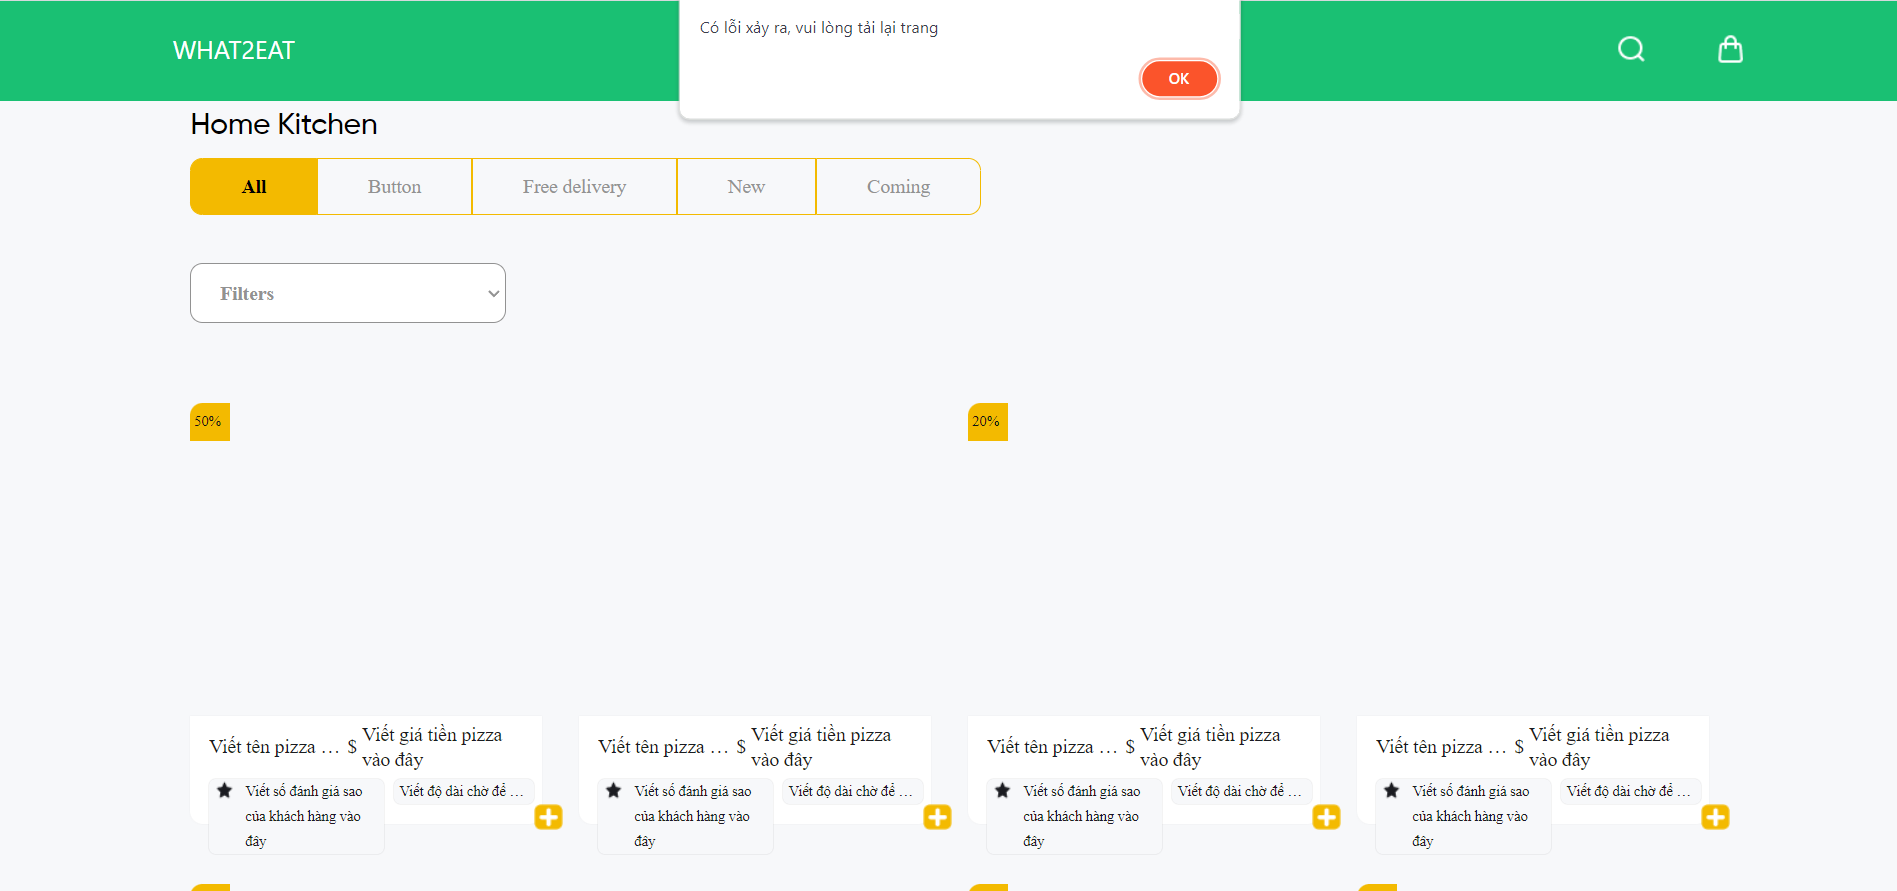 Có lỗi xảy ra, vui lòng tải lại trang
OK
WHAT2EAT
Home Kitchen
All
Button
Free delivery
New
Coming
Filters
50%
20%
Viết tên pizza … $ Viết giá tiền pizza
vào đây
Viết số đánh giá sao
của khách hàng vào
đây
Viết độ dài chờ để …
Viết tên pizza … $ Viết giá tiền pizza
vào đây
Viết số đánh giá sao
của khách hàng vào
đây
Viết độ dài chờ để …
Viết tên pizza … $ Viết giá tiền pizza
vào đây
Viết số đánh giá sao
của khách hàng vào
đây
Viết độ dài chờ để …
Viết tên pizza … $ Viết giá tiền pizza
vào đây
Viết số đánh giá sao
của khách hàng vào
đây
Viết độ dài chờ để …